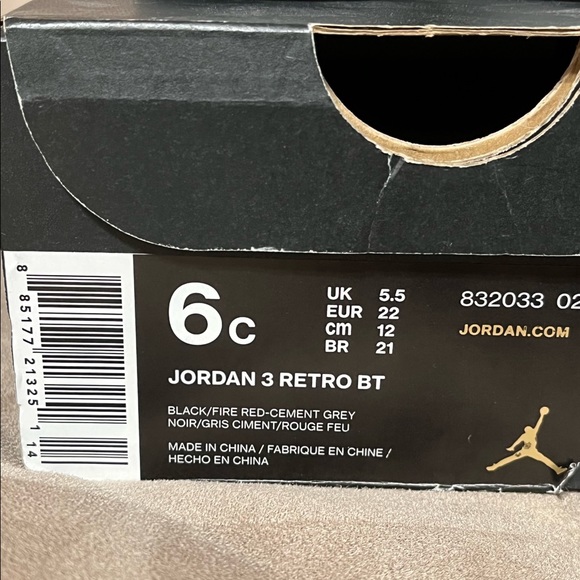 6C
UK 5.5
EUR 22
cm 12
BR 21
832033 02
JORDAN.COM
JORDAN 3 RETRO BT
BLACK/FIRE RED-CEMENT GREY
NOIR/GRIS CIMENT/ROUGE FEU
MADE IN CHINA / FABRIQUE EN CHINE /
HECHO EN CHINA
8 85177 21325 1 14